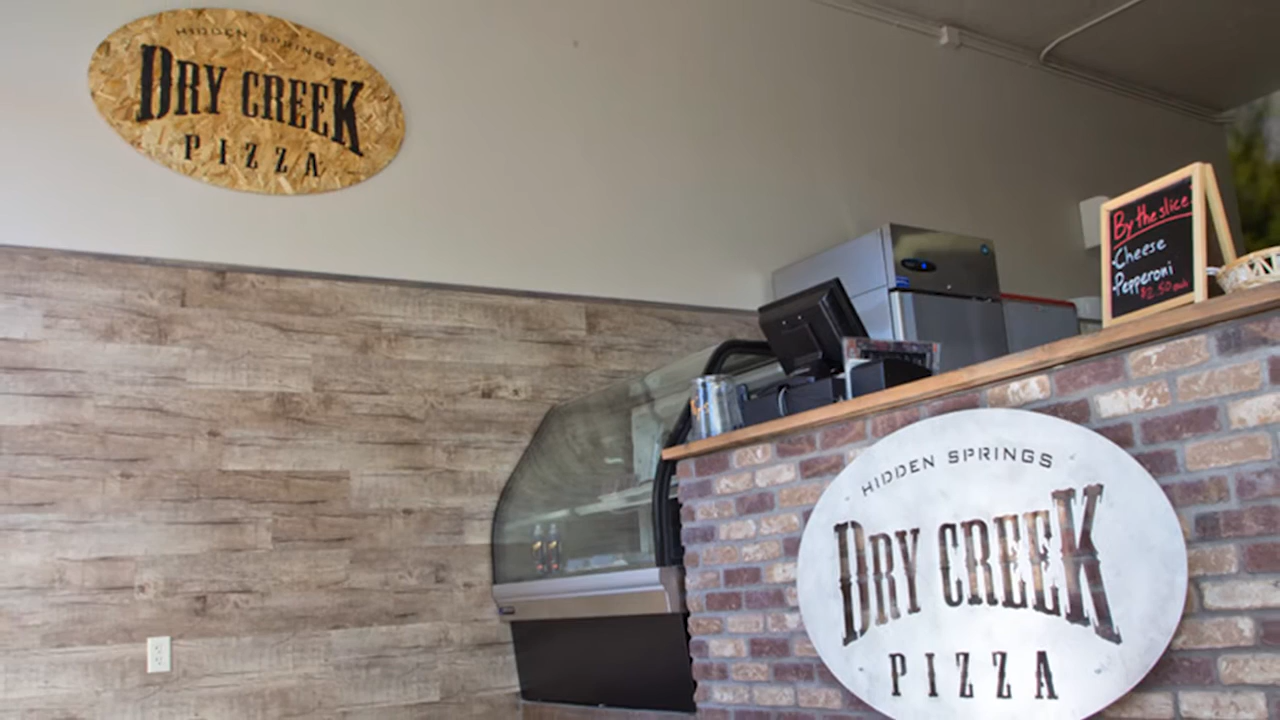 HIDDEN SPRINGS
DRY CREEK
PIZZA
By the slice
-Cheese
-Pepperoni
$2.50 each
HIDDEN SPRINGS
DRY CREEK
PIZZA